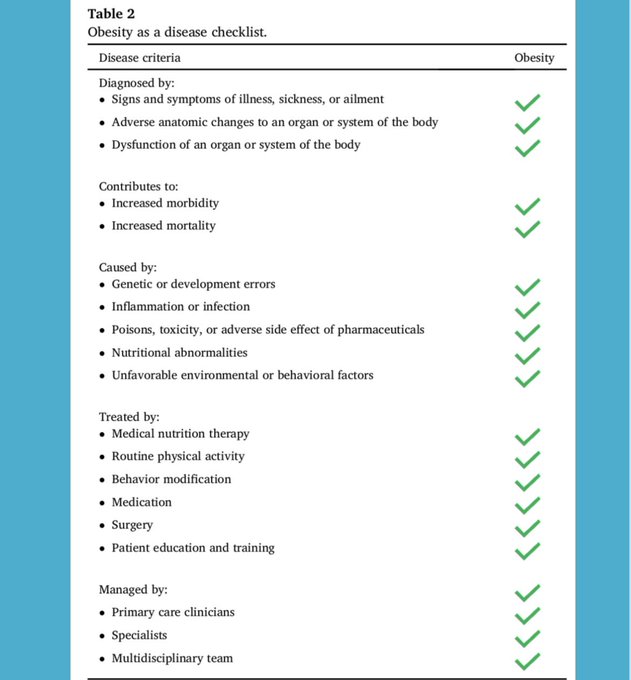 Table 2
Obesity as a disease checklist.
Disease criteria Obesity
Diagnosed by:
• Signs and symptoms of illness, sickness, or ailment ✓
• Adverse anatomic changes to an organ or system of the body ✓
• Dysfunction of an organ or system of the body ✓
Contributes to:
• Increased morbidity ✓
• Increased mortality ✓
Caused by:
• Genetic or development errors ✓
• Inflammation or infection ✓
• Poisons, toxicity, or adverse side effect of pharmaceuticals ✓
• Nutritional abnormalities ✓
• Unfavorable environmental or behavioral factors ✓
Treated by:
• Medical nutrition therapy ✓
• Routine physical activity ✓
• Behavior modification ✓
• Medication ✓
• Surgery ✓
• Patient education and training ✓
Managed by: ✓
• Primary care clinicians ✓
• Specialists ✓
• Multidisciplinary team ✓